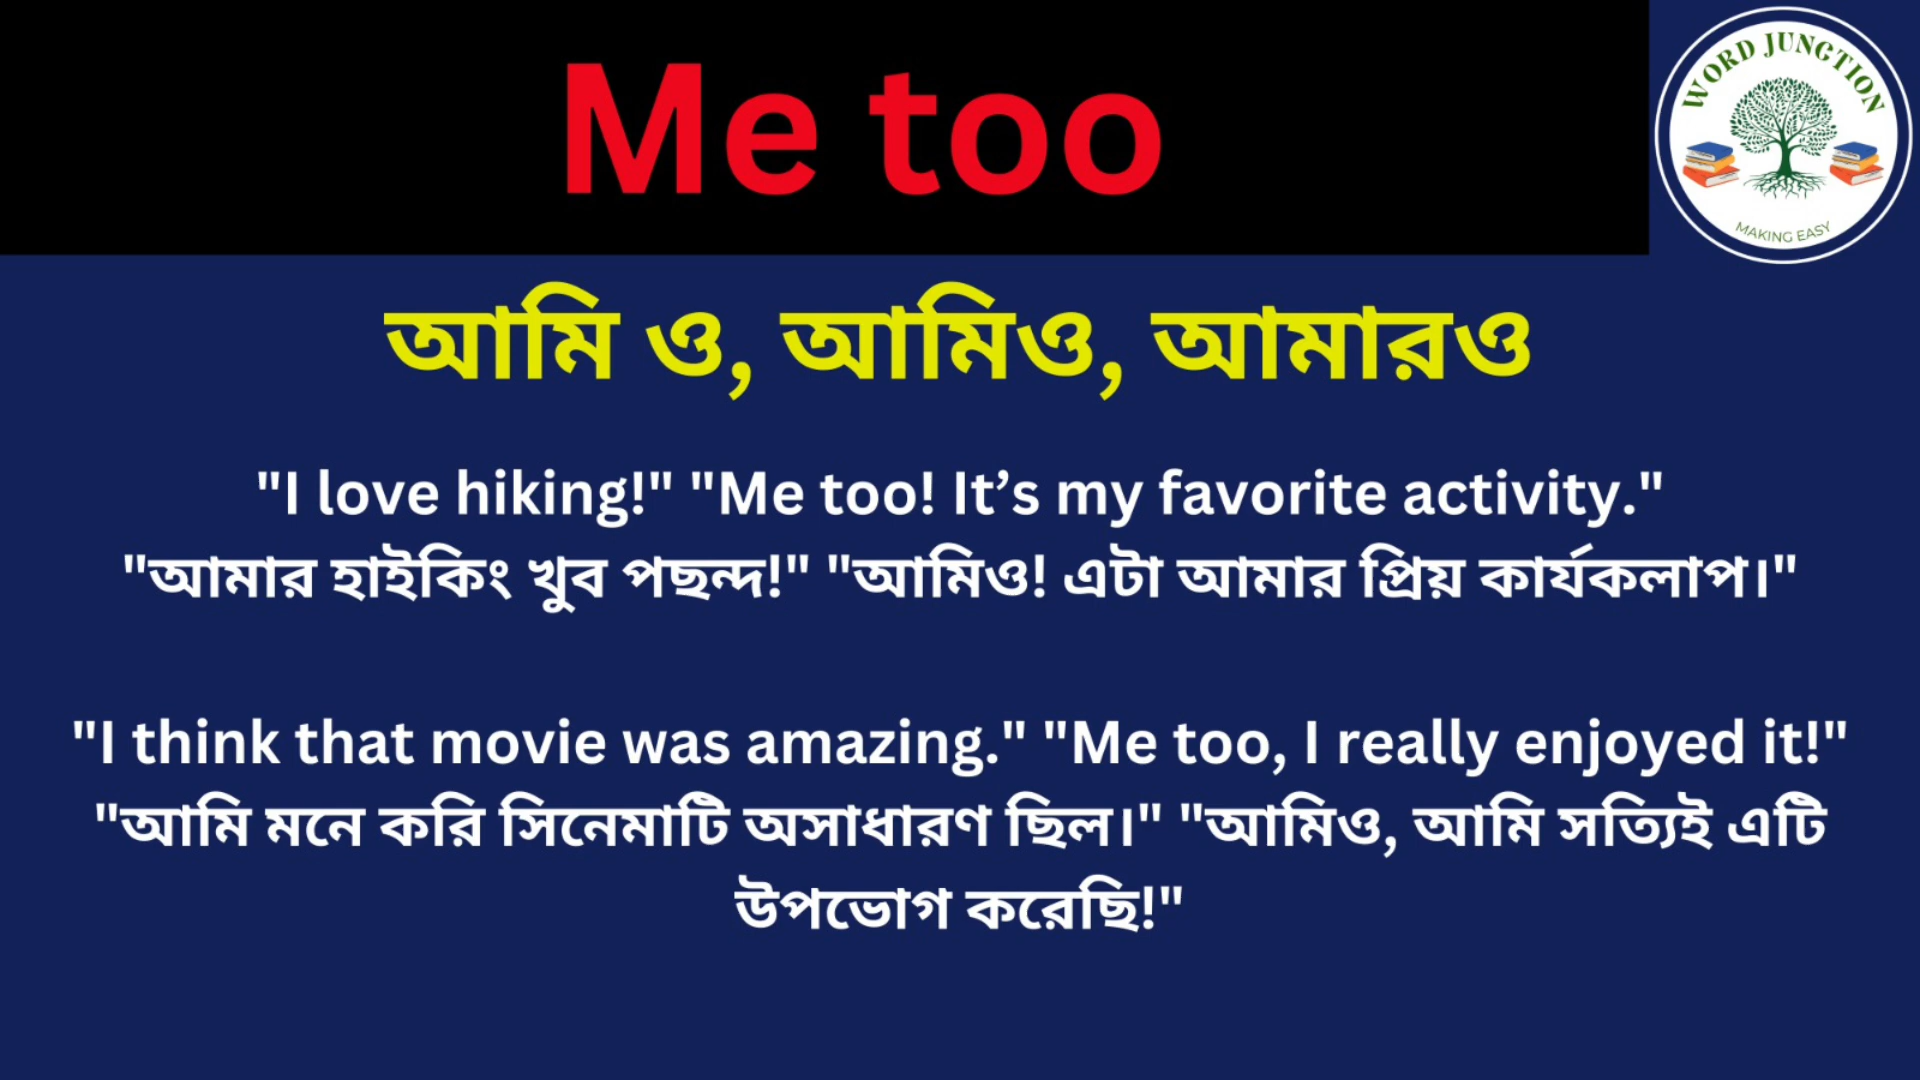 Me too
WORD JUNCTION
MAKING EASY
আমি ও, আমিও, আমারও
"I love hiking!" "Me too! It’s my favorite activity."
"আমার হাইকিং খুব পছন্দ!" "আমিও! এটা আমার প্রিয় কার্যকলাপ।"
"I think that movie was amazing." "Me too, I really enjoyed it!"
"আমি মনে করি সিনেমাটি অসাধারণ ছিল।" "আমিও, আমি সত্যিই এটি
উপভোগ করেছি!"